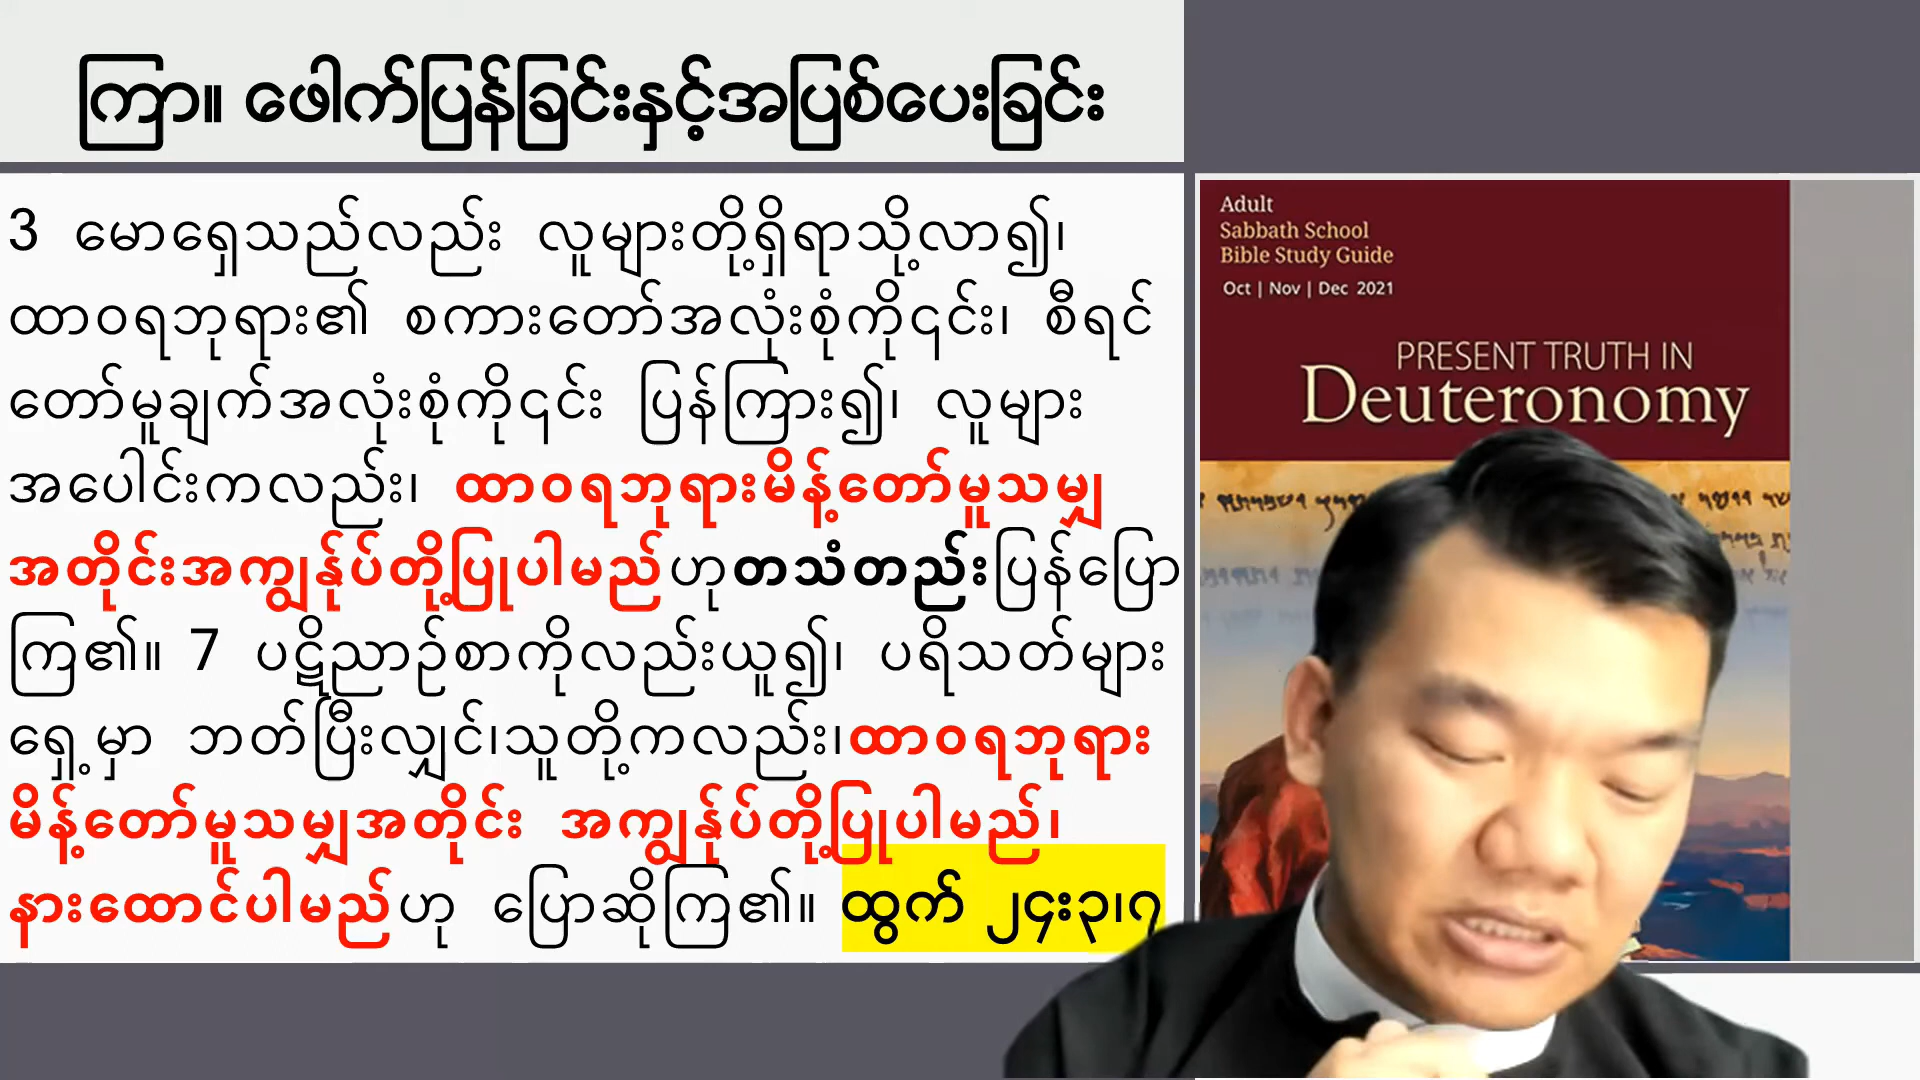 ကြာ။ ဖေါက်ပြန်ခြင်းနှင့်အပြစ်ပေးခြင်း
3 မောရှေသည်လည်း လူများတို့ရှိရာသို့လာ၍၊
ထာဝရဘုရား၏ စကားတော်အလုံးစုံကို၎င်း၊ စီရင်
တော်မူချက်အလုံးစုံကို၎င်း ပြန်ကြား၍၊ လူများ
အပေါင်းကလည်း၊ ထာဝရဘုရားမိန့်တော်မူသမျှ
အတိုင်းအကျွန်ုပ်တို့ပြုပါမည်ဟုတသံတည်းပြန်ပြော
ကြ၏။ 7 ပဋိညာဉ်စာကိုလည်းယူ၍၊ ပရိသတ်များ
ရှေ့မှာ ဘတ်ပြီးလျှင်၊သူတို့ကလည်း၊ထာဝရဘုရား
မိန့်တော်မူသမျှအတိုင်း အကျွန်ုပ်တို့ပြုပါမည်၊
နားထောင်ပါမည်ဟု ပြောဆိုကြ၏။ ထွက် ၂၄း၃၊၇
Adult
Sabbath School
Bible Study Guide
Oct | Nov | Dec 2021
PRESENT TRUTH IN
Deuteronomy